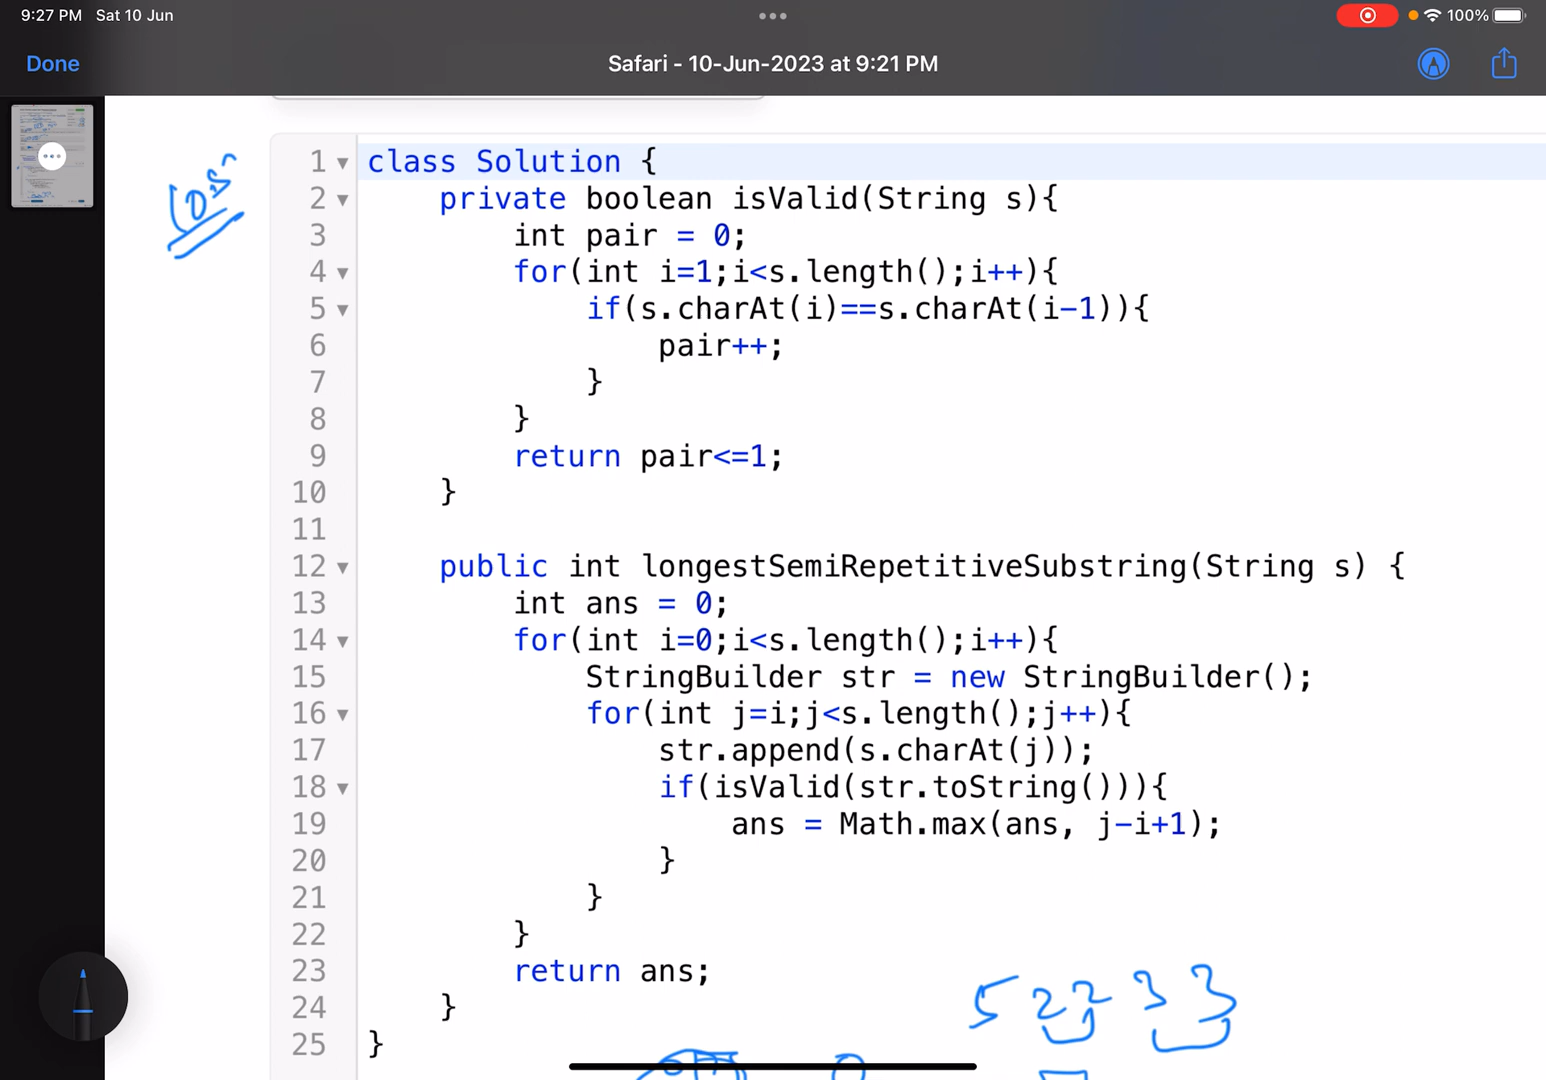 9:27 PM Sat 10 Jun
100%
Done
Safari - 10-Jun-2023 at 9:21 PM
1 class Solution {
2 private boolean isValid(String s){
3 int pair = 0;
4 for(int i=1;i<s.length();i++){
5 if(s.charAt(i)==s.charAt(i-1)){
6 pair++;
7 }
8 }
9 return pair<=1;
10 }
11
12 public int longestSemiRepetitiveSubstring(String s) {
13 int ans = 0;
14 for(int i=0;i<s.length();i++){
15 StringBuilder str = new StringBuilder();
16 for(int j=i;j<s.length();j++){
17 str.append(s.charAt(j));
18 if(isValid(str.toString())){
19 ans = Math.max(ans, j-i+1);
20 }
21 }
22 }
23 return ans;
24 }
25 }
5 2 2 3 3